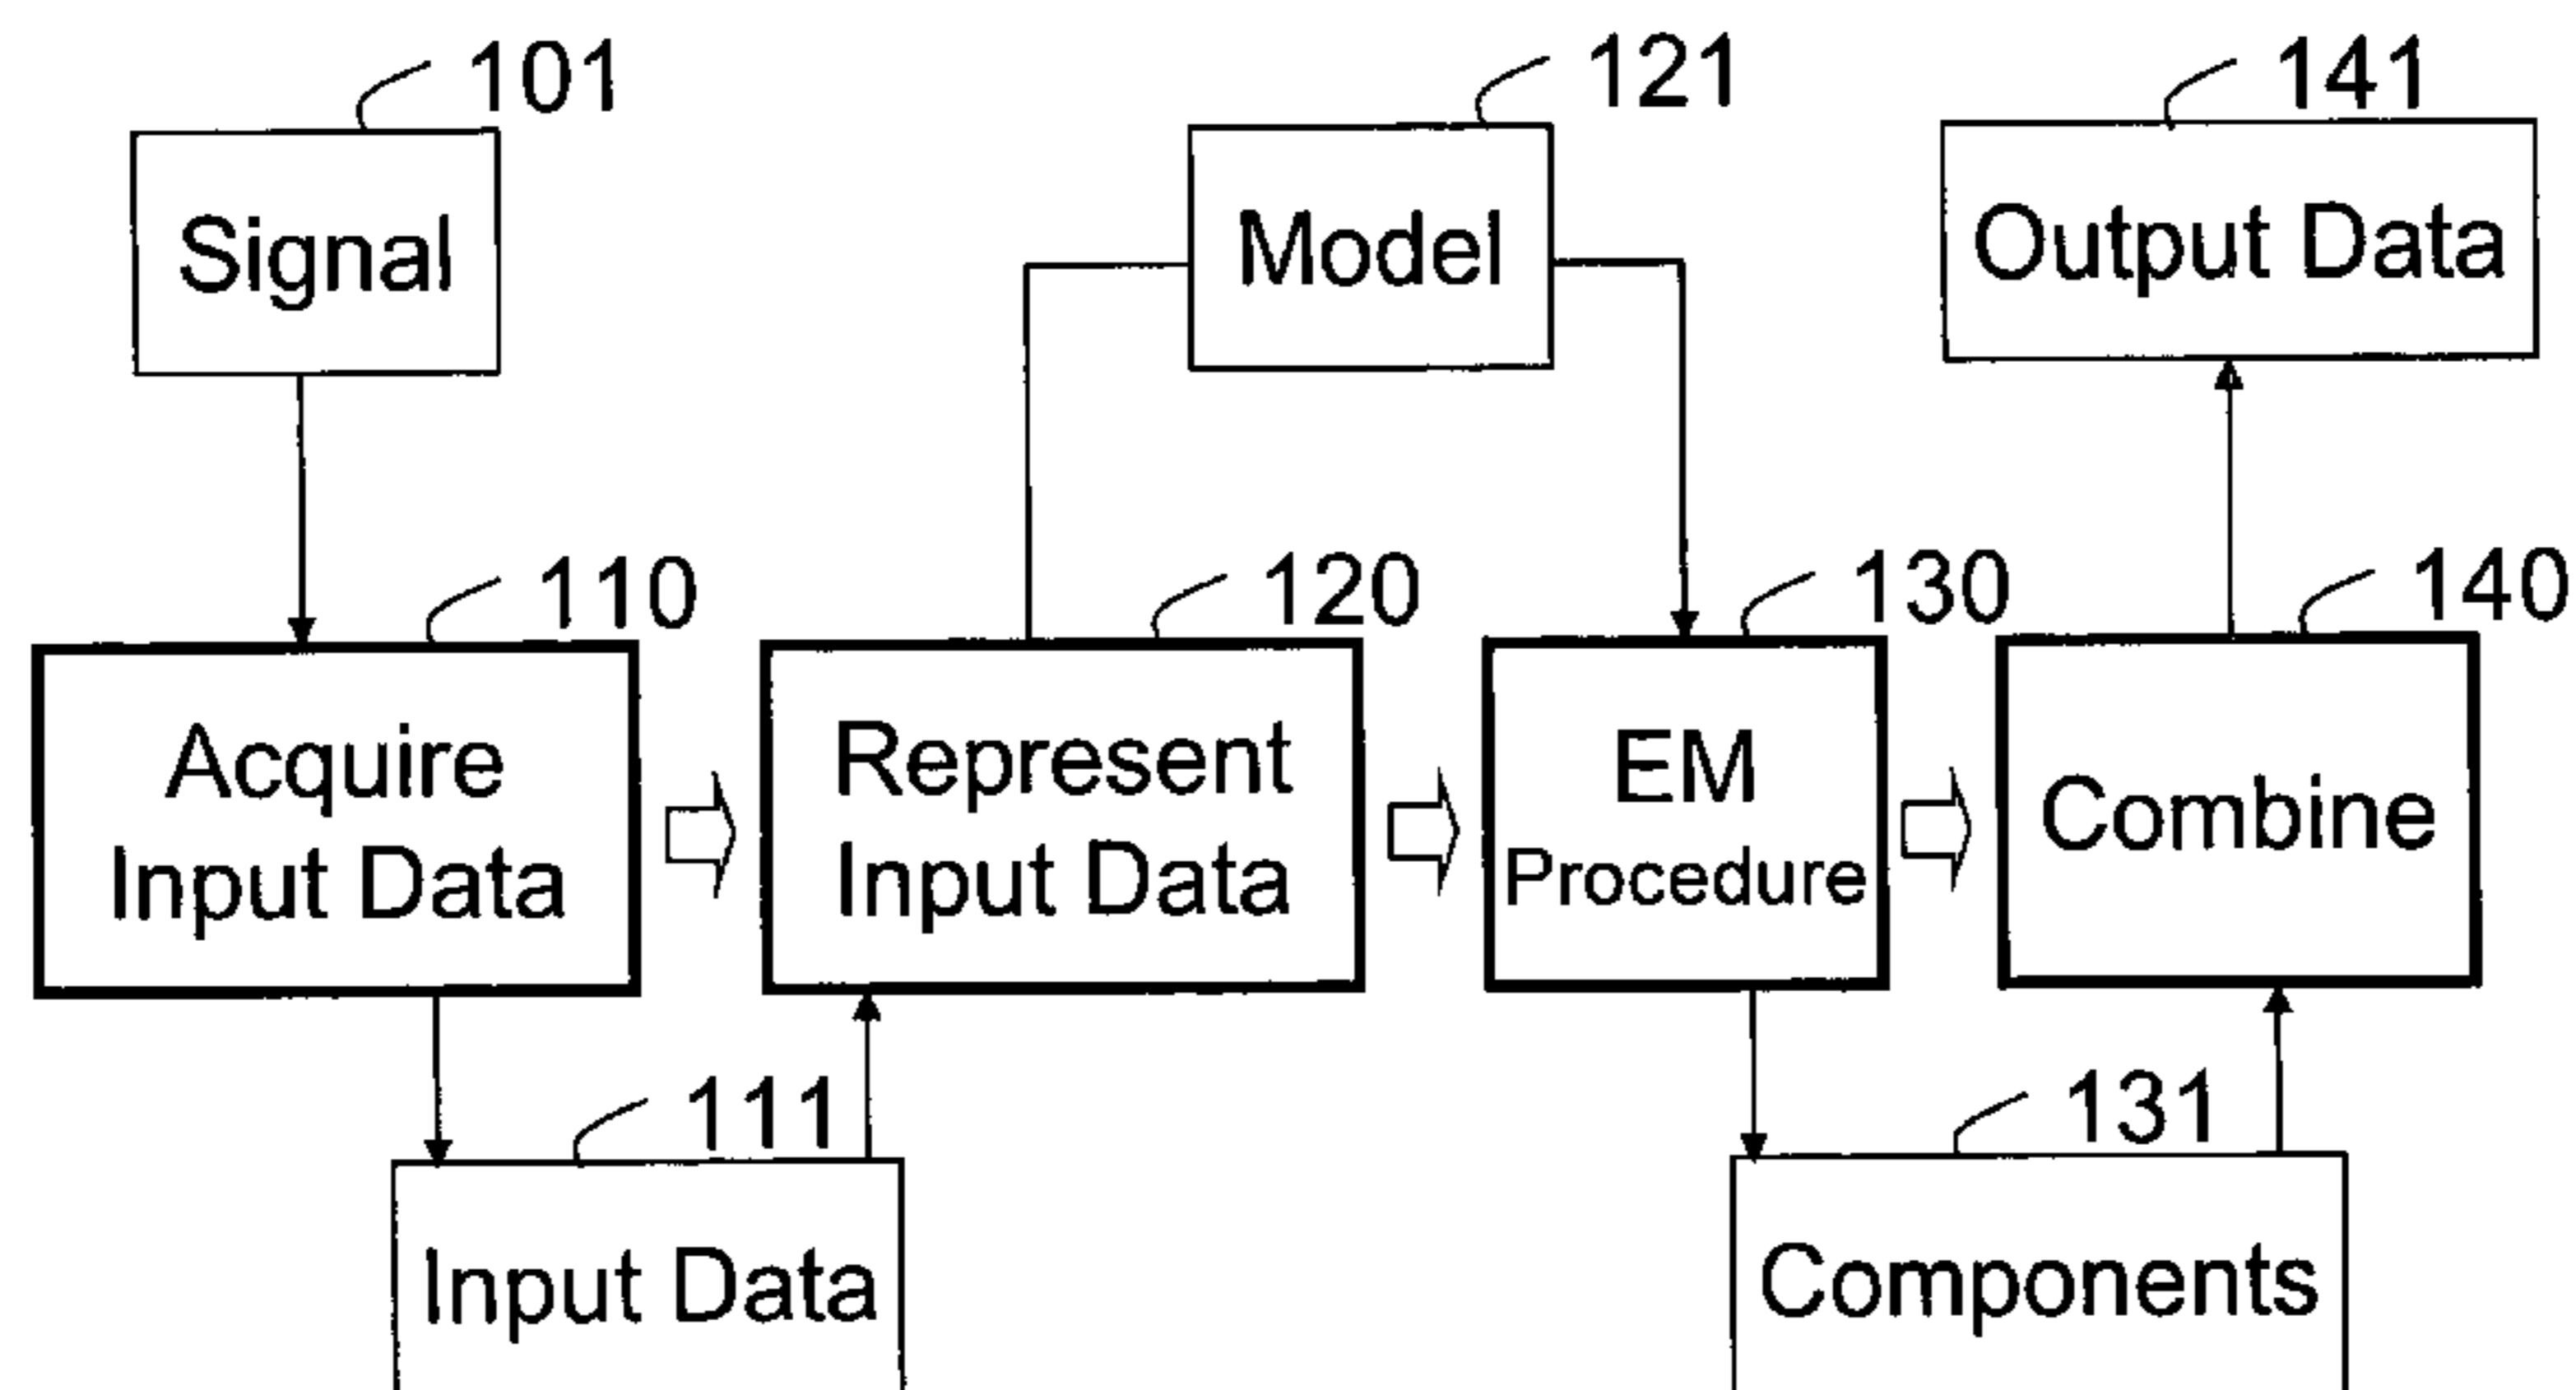 101
121
141
Signal
Model
Output Data
110
120
130
140
Acquire
Input Data
Represent
Input Data
EM
Procedure
Combine
111
131
Input Data
Components